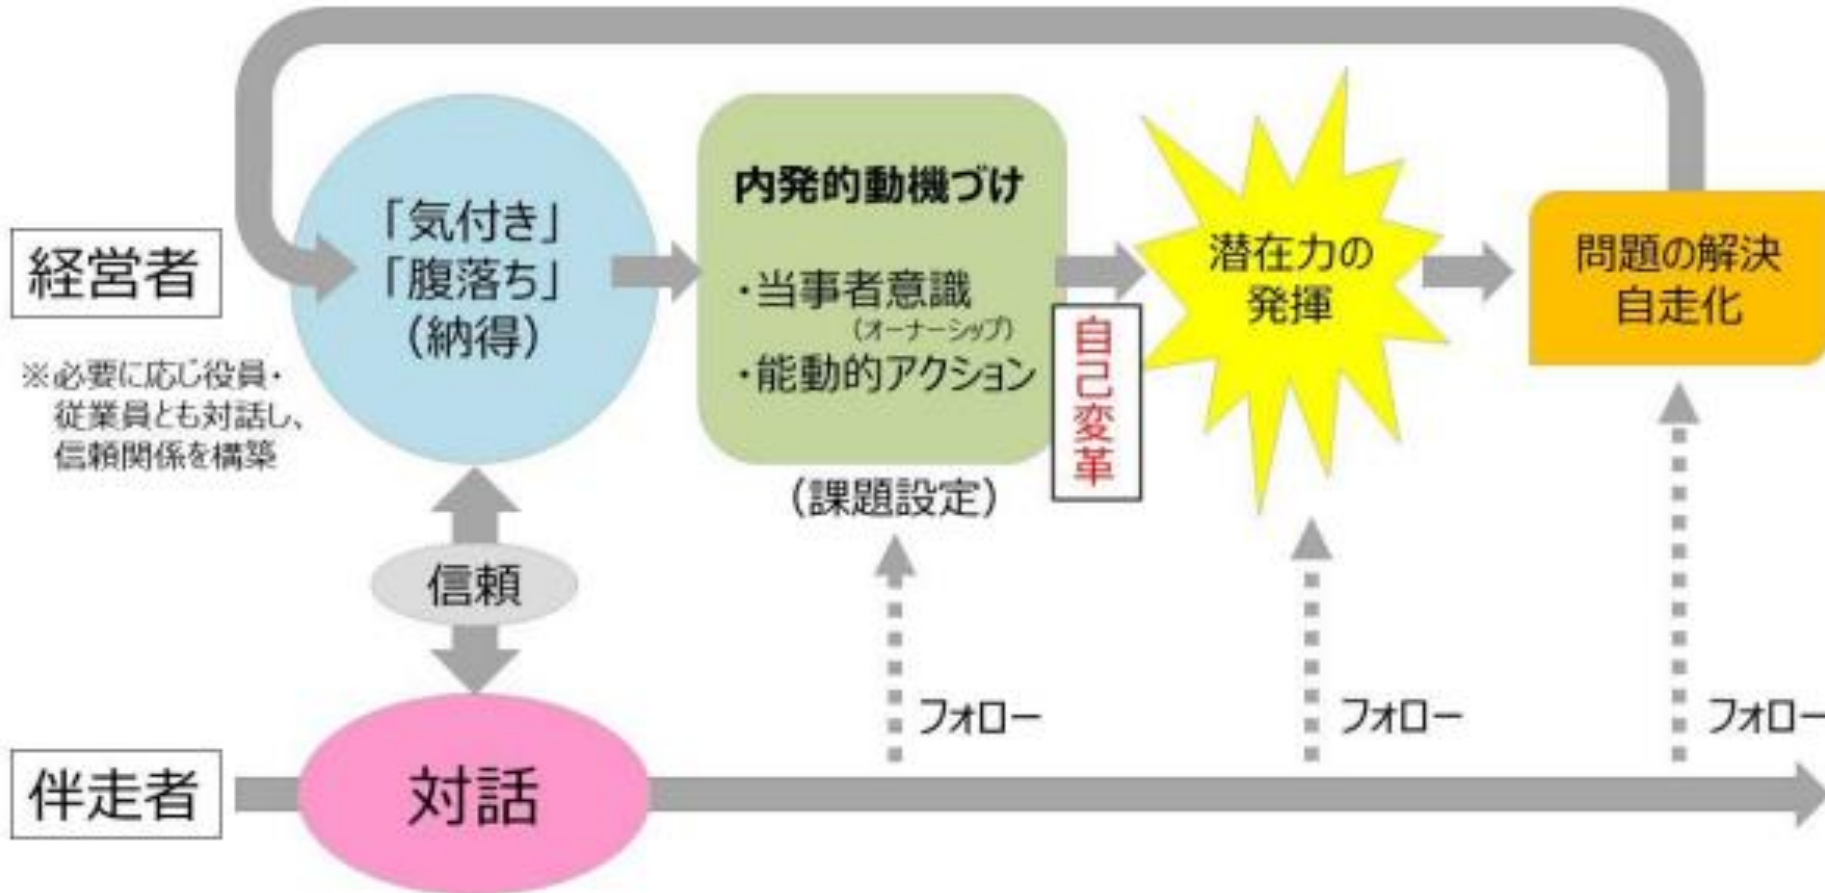 経営者
※必要に応じ役員・
従業員とも対話し、
信頼関係を構築
「気付き」
「腹落ち」
(納得)
内発的動機づけ
・当事者意識
(オーナーシップ)
・能動的アクション
(課題設定)
自己変革
潜在力の
発揮
問題の解決
自走化
信頼
フォロー
フォロー
フォロー
伴走者
対話